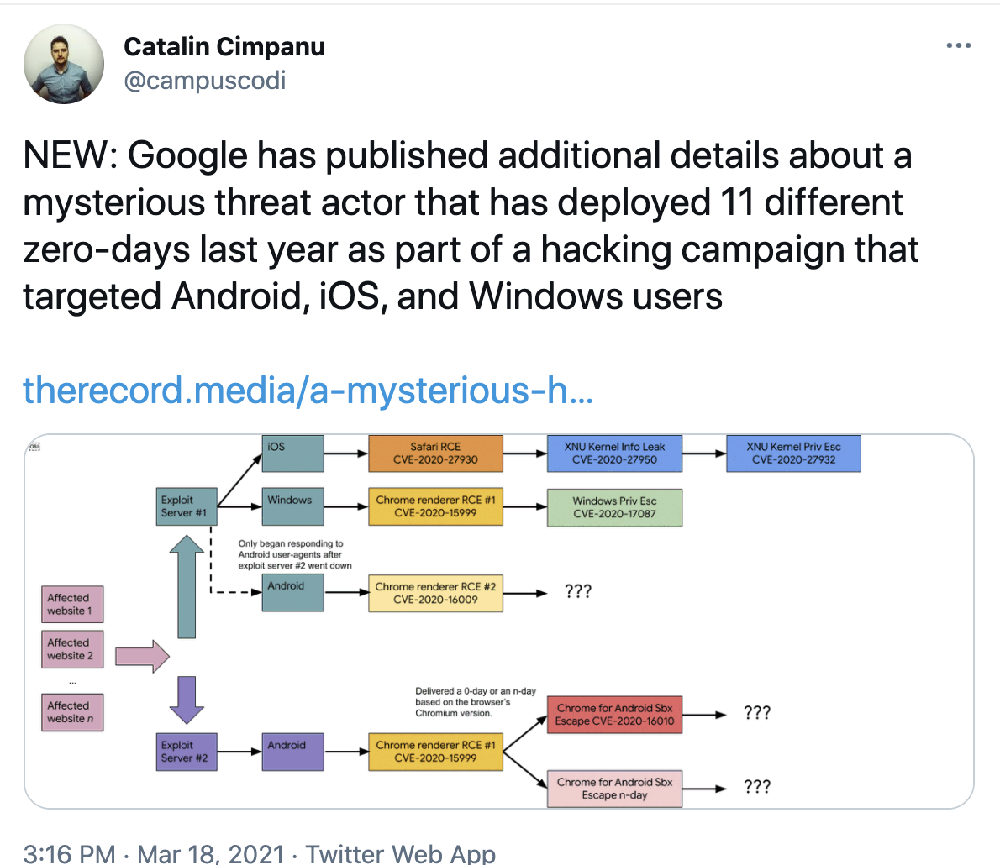 Catalin Cimpanu
@campuscodi
NEW: Google has published additional details about a
mysterious threat actor that has deployed 11 different
zero-days last year as part of a hacking campaign that
targeted Android, iOS, and Windows users
therecord.media/a-mysterious-h...
iOS
Safari RCE
CVE-2020-27930
XNU Kernel Info Leak
CVE-2020-27950
XNU Kernel Priv Esc
CVE-2020-27932
Exploit
Server #1
Windows
Chrome renderer RCE #1
CVE-2020-15999
Windows Priv Esc
CVE-2020-17087
Only began responding to
Android user-agents after
exploit server #2 went down
Android
Chrome renderer RCE #2
CVE-2020-16009
???
Affected
website 1
Affected
website 2
...
Affected
website n
Delivered a 0-day or an n-day
based on the browser's
Chromium version.
Chrome for Android Sbx
Escape CVE-2020-16010
???
Exploit
Server #2
Android
Chrome renderer RCE #1
CVE-2020-15999
Chrome for Android Sbx
Escape n-day
???
3:16 PM · Mar 18, 2021 · Twitter Web App